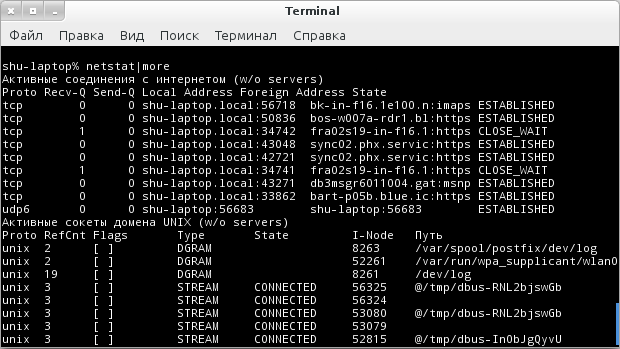 Terminal
Файл Правка Вид Поиск Терминал Справка
shu-laptop% netstat|more
Активные соединения с интернетом (w/o servers)
Proto Recv-Q Send-Q Local Address Foreign Address State
tcp 0 0 shu-laptop.local:56718 bk-in-f16.1e100.n:imaps ESTABLISHED
tcp 0 0 shu-laptop.local:50836 bos-w007a-rdr1.bl:https ESTABLISHED
tcp 1 0 shu-laptop.local:34742 fra02s19-in-f16.1:https CLOSE_WAIT
tcp 0 0 shu-laptop.local:43048 sync02.phx.servic:https ESTABLISHED
tcp 0 0 shu-laptop.local:42721 sync02.phx.servic:https ESTABLISHED
tcp 1 0 shu-laptop.local:34741 fra02s19-in-f16.1:https CLOSE_WAIT
tcp 0 0 shu-laptop.local:43271 db3msgr6011004.gat:msnp ESTABLISHED
tcp 0 0 shu-laptop.local:33862 bart-p05b.blue.ic:https ESTABLISHED
udp6 0 0 shu-laptop:56683 shu-laptop:56683 ESTABLISHED
Активные сокеты домена UNIX (w/o servers)
Proto RefCnt Flags Type State I-Node Путь
unix 2 [ ] DGRAM 8263 /var/spool/postfix/dev/log
unix 2 [ ] DGRAM 52261 /var/run/wpa_supplicant/wlan0
unix 19 [ ] DGRAM 8261 /dev/log
unix 3 [ ] STREAM CONNECTED 56325 @/tmp/dbus-RNL2bjswGb
unix 3 [ ] STREAM CONNECTED 56324
unix 3 [ ] STREAM CONNECTED 53080 @/tmp/dbus-RNL2bjswGb
unix 3 [ ] STREAM CONNECTED 53079
unix 3 [ ] STREAM CONNECTED 52815 @/tmp/dbus-InObJgQyvU